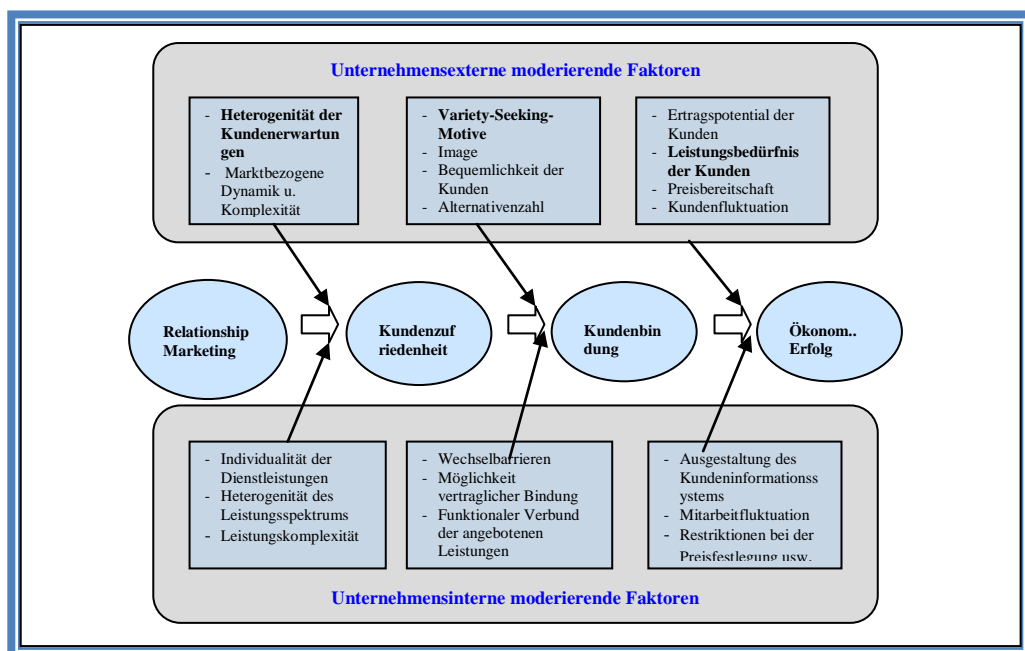 Unternehmensexterne moderierende Faktoren
- Heterogenität der
Kundenerwartun
gen
- Marktbezogene
Dynamik u.
Komplexität
- Variety-Seeking-
Motive
- Image
- Bequemlichkeit der
Kunden
- Alternativenzahl
- Ertragspotential der
Kunden
- Leistungsbedürfnis
der Kunden
- Preisbereitschaft
- Kundenfluktuation
Relationship
Marketing
Kundenzuf
riedenheit
Kundenbin
dung
Ökonom..
Erfolg
- Individualität der
Dienstleistungen
- Heterogenität des
Leistungsspektrums
- Leistungskomplexität
- Wechselbarrieren
- Möglichkeit
vertraglicher Bindung
- Funktionaler Verbund
der angebotenen
Leistungen
- Ausgestaltung des
Kundeninformationss
ystems
- Mitarbeitfluktuation
- Restriktionen bei der
Preisfestlegung usw.
Unternehmensinterne moderierende Faktoren